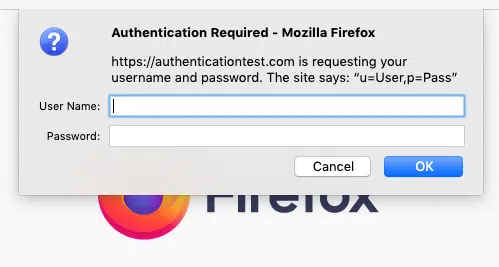 Authentication Required - Mozilla Firefox
https://authenticationtest.com is requesting your
username and password. The site says: “u=User,p=Pass”
User Name:
Password:
Cancel
OK
Firefox